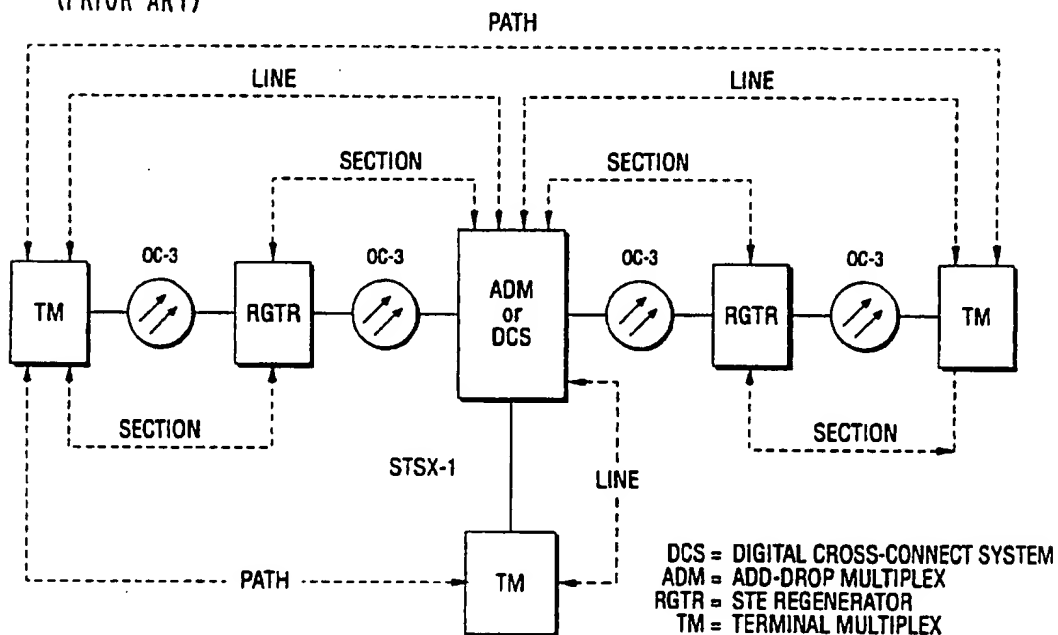 (PRIOR ART)
PATH
LINE
LINE
SECTION
SECTION
OC-3
OC-3
OC-3
OC-3
TM
RGTR
ADM
or
DCS
RGTR
TM
SECTION
SECTION
STSX-1
LINE
PATH
TM
DCS = DIGITAL CROSS-CONNECT SYSTEM
ADM = ADD-DROP MULTIPLEX
RGTR = STE REGENERATOR
TM = TERMINAL MULTIPLEX